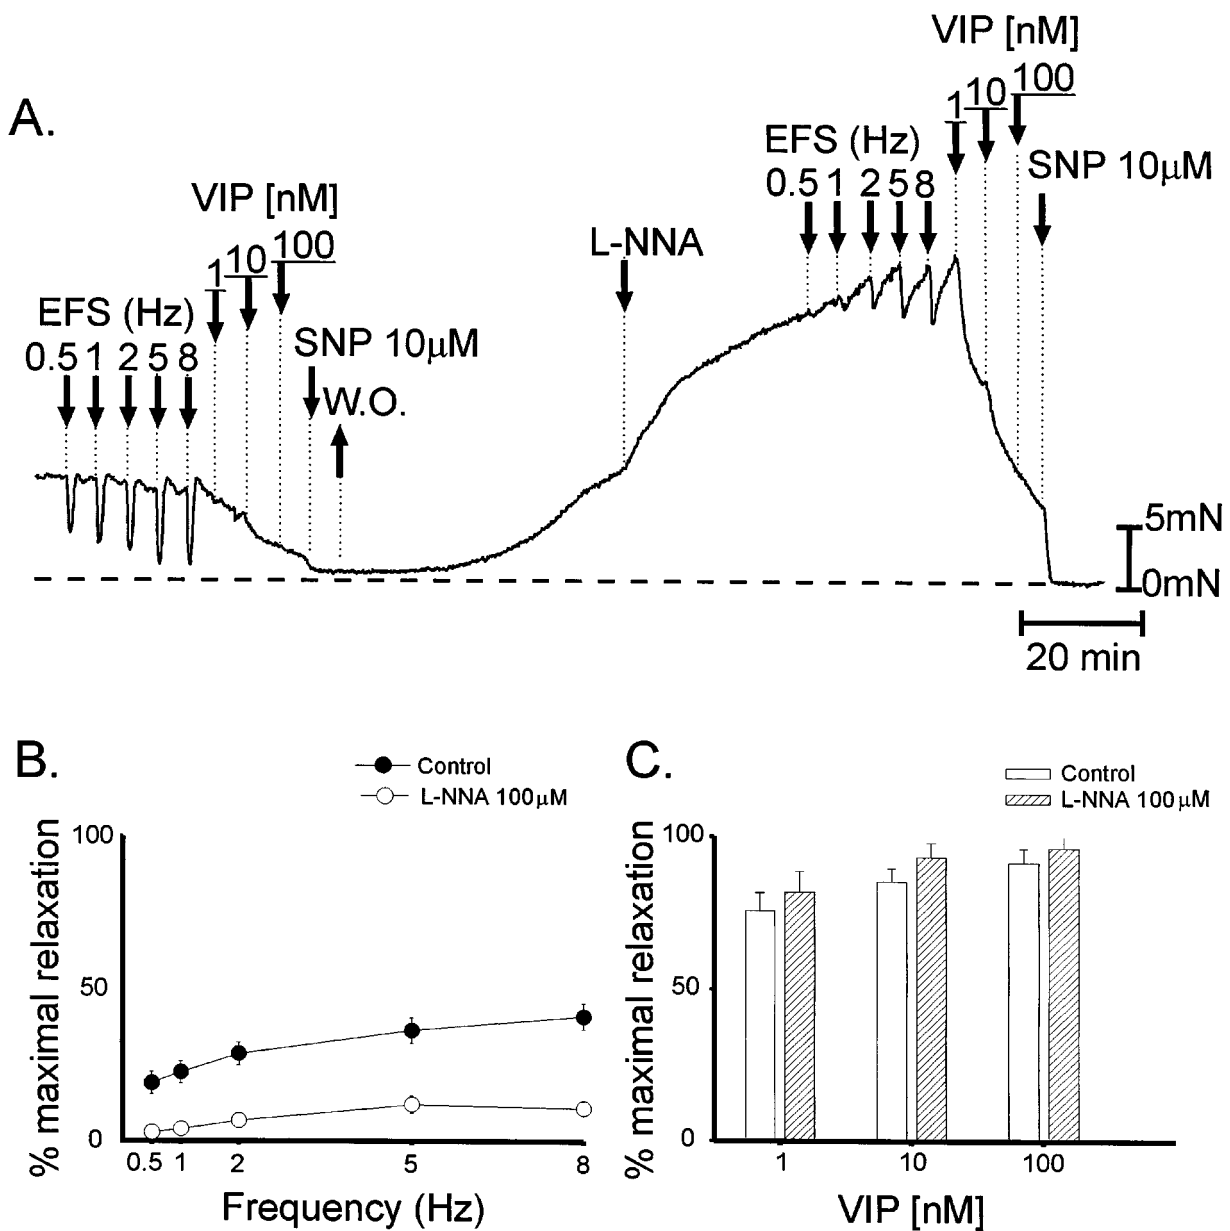 A.
VIP [nM]
1 10 100
EFS (Hz)
0.5 1 2 5 8
SNP 10μM
W.O.
L-NNA
VIP [nM]
1 10 100
EFS (Hz)
0.5 1 2 5 8
SNP 10μM
5mN
0mN
20 min
B.
Control
L-NNA 100μM
% maximal relaxation
100
50
0
0.5 1 2 5 8
Frequency (Hz)
C.
Control
L-NNA 100μM
% maximal relaxation
100
50
0
1 10 100
VIP [nM]